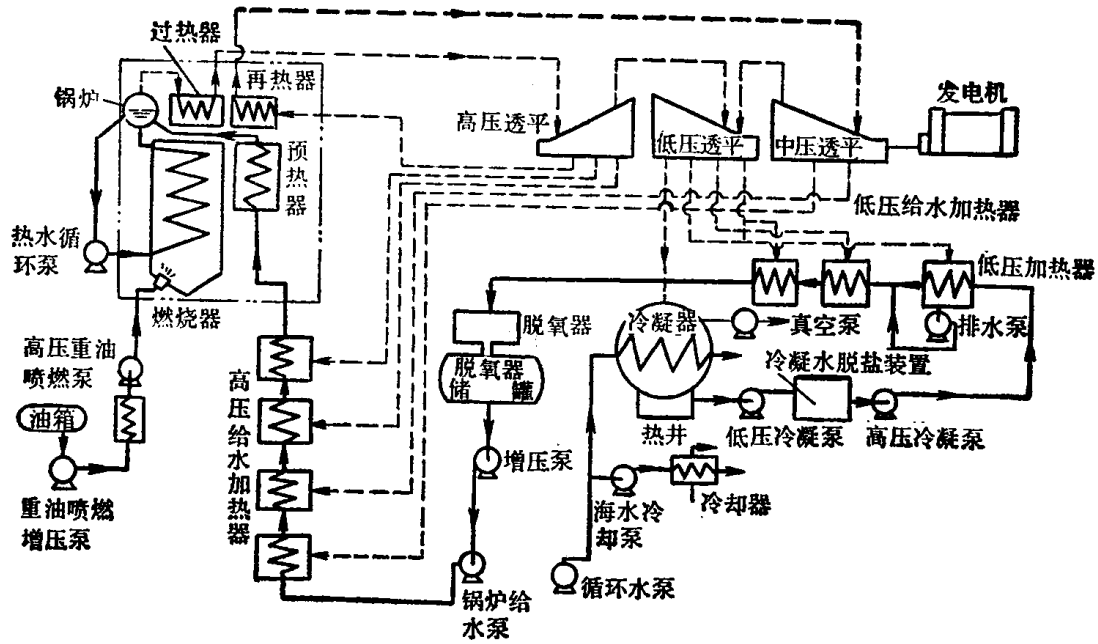 过热器
再热器
锅炉
发电机
高压透平
低压透平
中压透平
预
热
器
低压给水加热器
热水循
环泵
低压加热器
燃烧器
脱氧器
冷凝器
真空泵
排水泵
高压重油
喷燃泵
脱氧器
储 罐
冷凝水脱盐装置
高
压
给
水
加
热
器
油箱
热井
低压冷凝泵
高压冷凝泵
增压泵
重油喷燃
增压泵
海水冷
却泵
冷却器
锅炉给
水泵
循环水泵